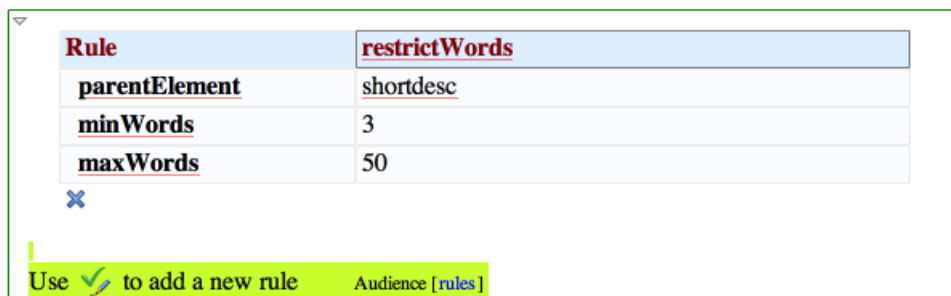 Rule restrictWords
parentElement shortdesc
minWords 3
maxWords 50
Use to add a new rule Audience [rules]